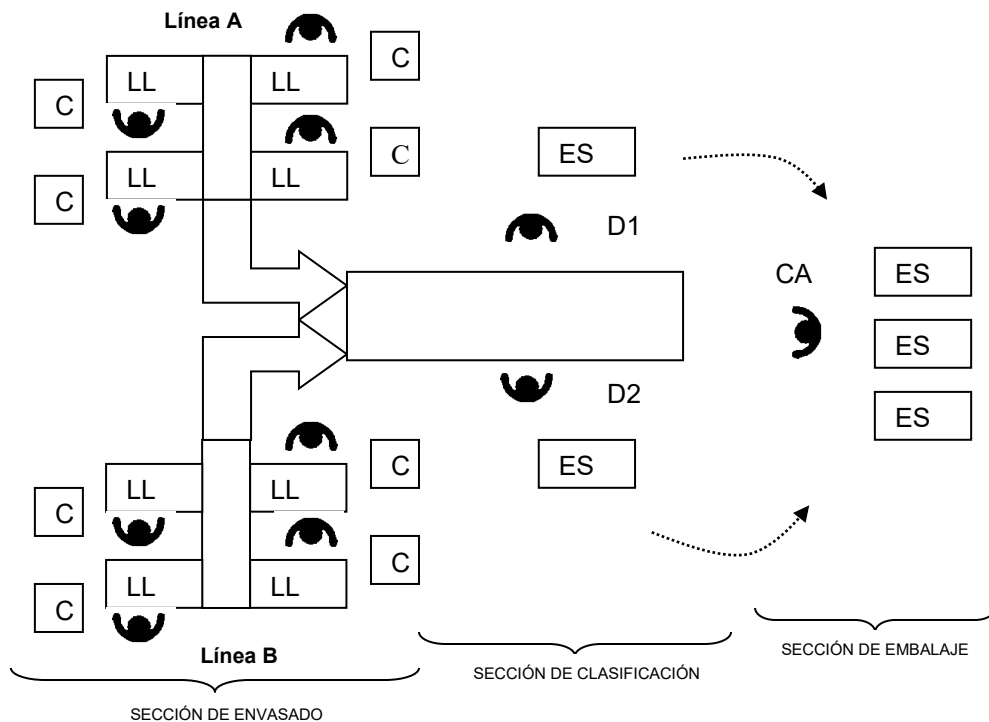 Línea A
C
LL
LL
C
C
ES
LL
LL
C
D1
CA
ES
ES
D2
ES
C
ES
LL
LL
C
C
LL
LL
C
Línea B
SECCIÓN DE ENVASADO
SECCIÓN DE CLASIFICACIÓN
SECCIÓN DE EMBALAJE